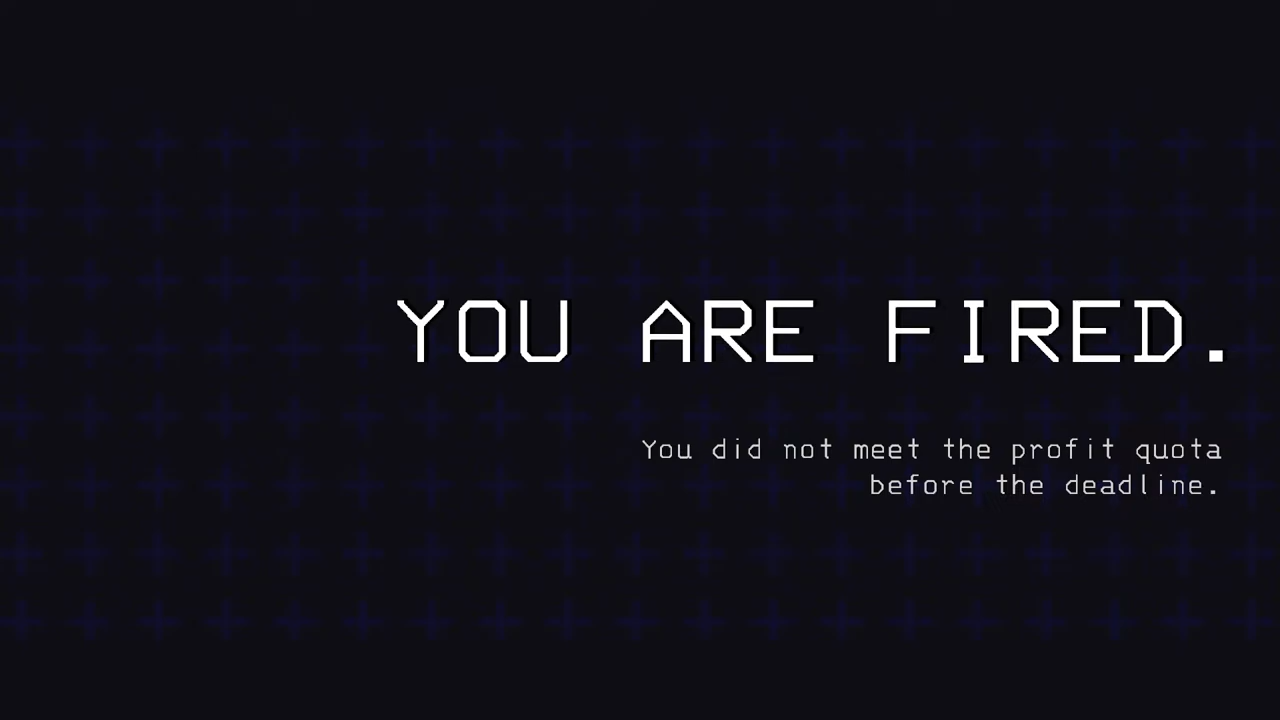 YOU ARE FIRED.
You did not meet the profit quota
before the deadline.